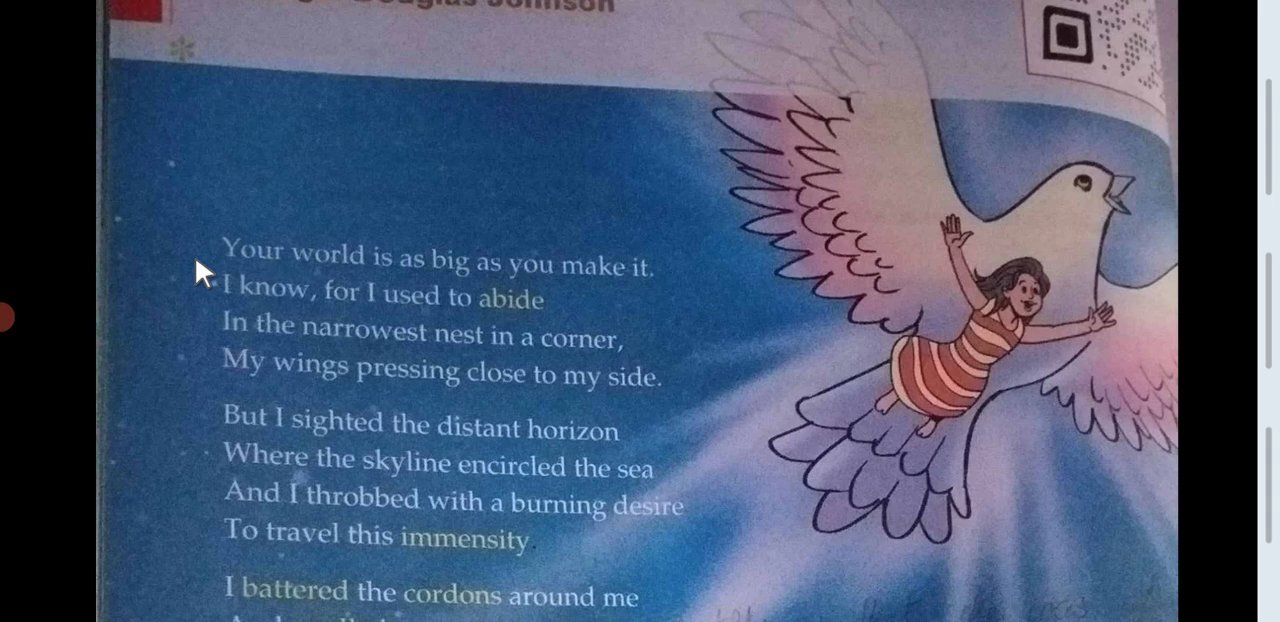 Douglas Johnson
Your world is as big as you make it.
I know, for I used to abide
In the narrowest nest in a corner,
My wings pressing close to my side.
But I sighted the distant horizon
Where the skyline encircled the sea
And I throbbed with a burning desire
To travel this immensity.
I battered the cordons around me